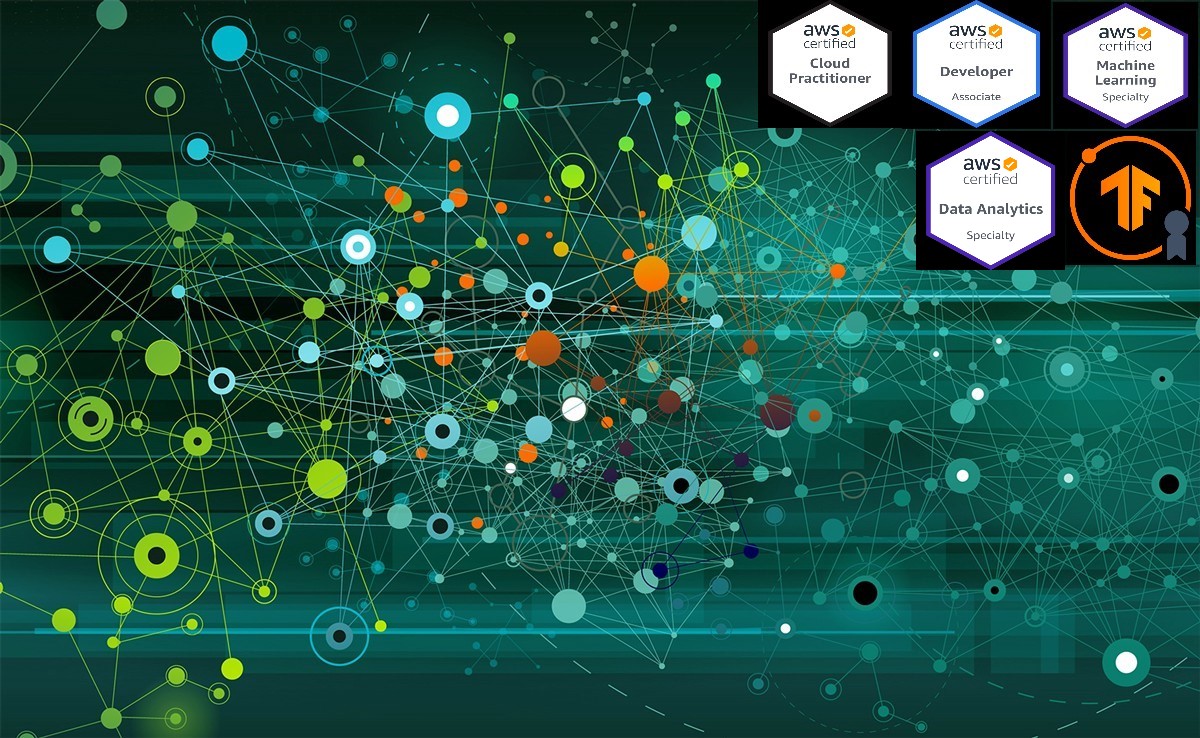 aws
certified
Cloud
Practitioner
aws
certified
Developer
Associate
aws
certified
Machine
Learning
Specialty
aws
certified
Data Analytics
Specialty